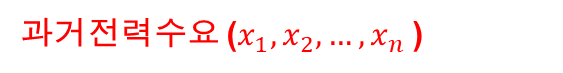 과거전력수요 (x₁, x₂, ..., xₙ )